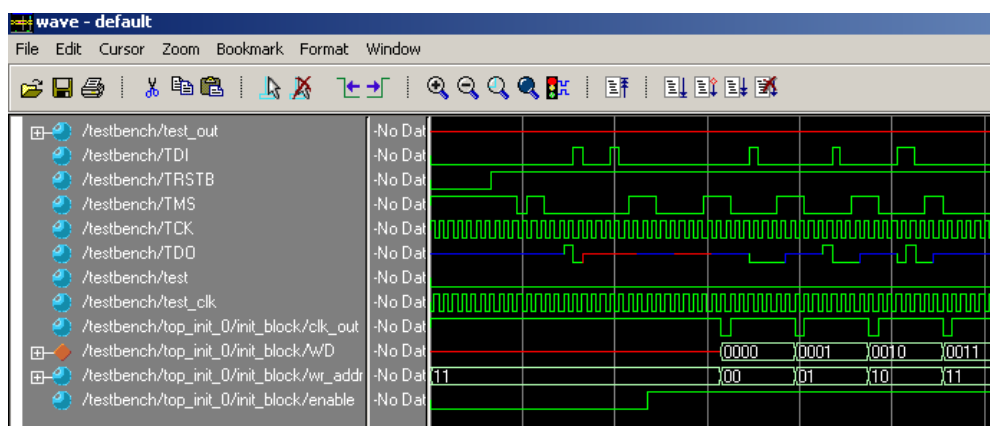 wave - default
File Edit Cursor Zoom Bookmark Format Window
/testbench/test_out -No Dat
/testbench/TDI -No Dat
/testbench/TRSTB -No Dat
/testbench/TMS -No Dat
/testbench/TCK -No Dat
/testbench/TDO -No Dat
/testbench/test -No Dat
/testbench/test_clk -No Dat
/testbench/top_init_0/init_block/clk_out -No Dat
/testbench/top_init_0/init_block/WD -No Dat 0000 0001 0010 0011
/testbench/top_init_0/init_block/wr_addr -No Dat 11 00 01 10 11
/testbench/top_init_0/init_block/enable -No Dat